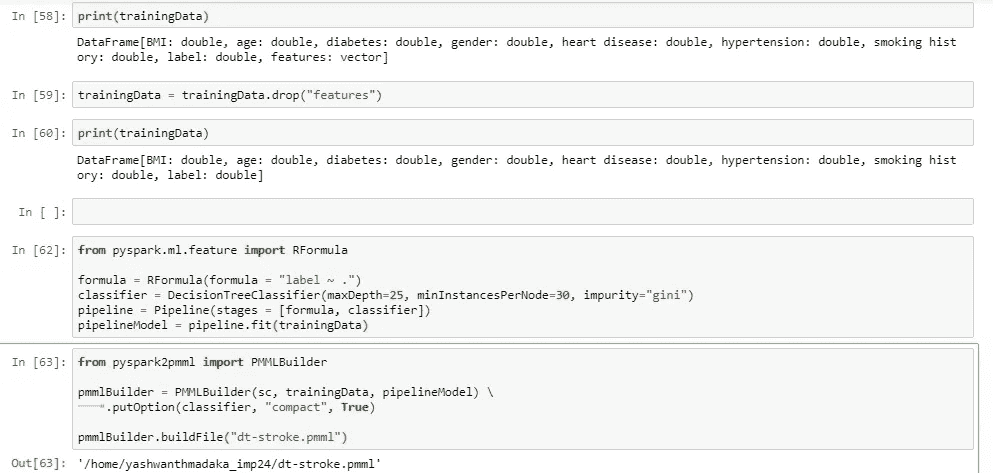 In [58]: print(trainingData)
DataFrame[BMI: double, age: double, diabetes: double, gender: double, heart disease: double, hypertension: double, smoking hist
ory: double, label: double, features: vector]
In [59]: trainingData = trainingData.drop("features")
In [60]: print(trainingData)
DataFrame[BMI: double, age: double, diabetes: double, gender: double, heart disease: double, hypertension: double, smoking hist
ory: double, label: double]
In [ ]:
In [62]: from pyspark.ml.feature import RFormula
formula = RFormula(formula = "label ~ .")
classifier = DecisionTreeClassifier(maxDepth=25, minInstancesPerNode=30, impurity="gini")
pipeline = Pipeline(stages = [formula, classifier])
pipelineModel = pipeline.fit(trainingData)
In [63]: from pyspark2pmml import PMMLBuilder
pmmlBuilder = PMMLBuilder(sc, trainingData, pipelineModel) \
.putOption(classifier, "compact", True)
pmmlBuilder.buildFile("dt-stroke.pmml")
Out[63]: '/home/yashwanthmadaka_imp24/dt-stroke.pmml'